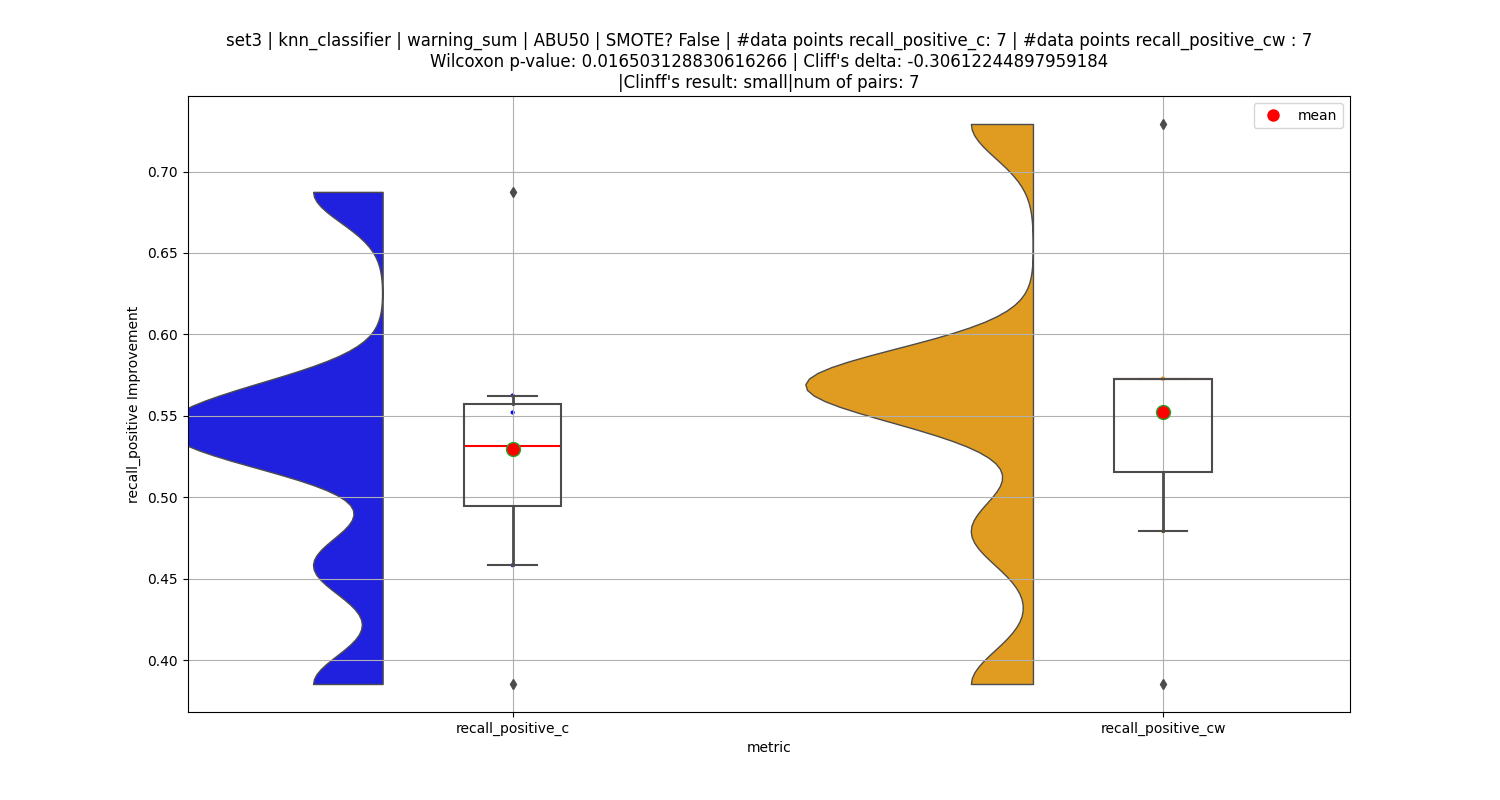 set3 | knn_classifier | warning_sum | ABU50 | SMOTE? False | #data points recall_positive_c: 7 | #data points recall_positive_cw : 7
Wilcoxon p-value: 0.016503128830616266 | Cliff's delta: -0.30612244897959184
|Clinff's result: small|num of pairs: 7
mean
0.70
0.65
0.60
0.55
0.50
0.45
0.40
recall_positive Improvement
recall_positive_c
recall_positive_cw
metric